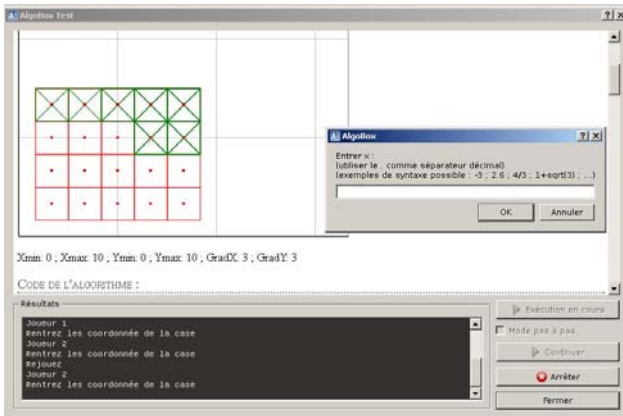 AlgoBox Test
AlgoBox
Entrer x :
(utiliser le . comme séparateur décimal)
(exemples de syntaxe possible : -3 ; 2.6 ; 4/3 ; 1+sqrt(3) ; ...)
OK
Annuler
Xmin: 0 ; Xmax: 10 ; Ymin: 0 ; Ymax: 10 ; GradX: 3 ; GradY: 3
CODE DE L'ALGORITHME :
Résultats
Joueur 1
Rentrez les coordonnée de la case
Joueur 2
Rentrez les coordonnée de la case
Rejouez
Joueur 2
Rentrez les coordonnée de la case
Exécution en cours
Mode pas à pas
Continuer
Arrêter
Fermer